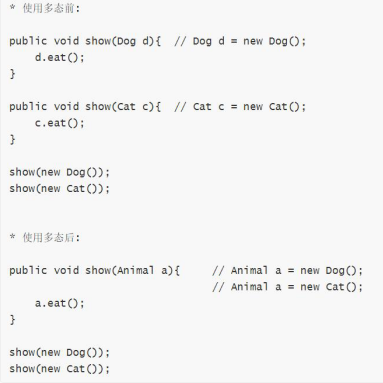 * 使用多态前:
public void show(Dog d){  // Dog d = new Dog();
    d.eat();
}
public void show(Cat c){  // Cat c = new Cat();
    c.eat();
}
show(new Dog());
show(new Cat());
* 使用多态后:
public void show(Animal a){     // Animal a = new Dog();
                                // Animal a = new Cat();
    a.eat();
}
show(new Dog());
show(new Cat());